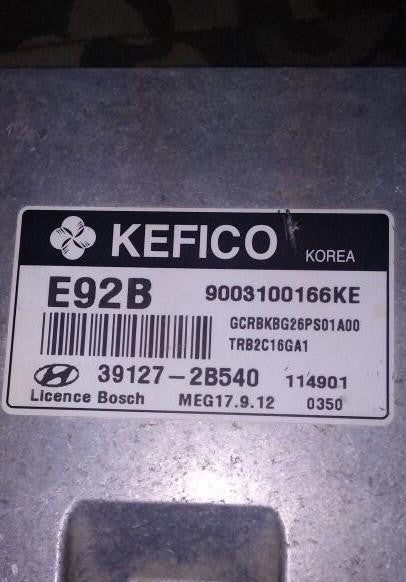 KEFICO KOREA
E92B 9003100166KE
GCRBKBG26PS01A00
TRB2C16GA1
39127-2B540 114901
Licence Bosch MEG17.9.12 0350